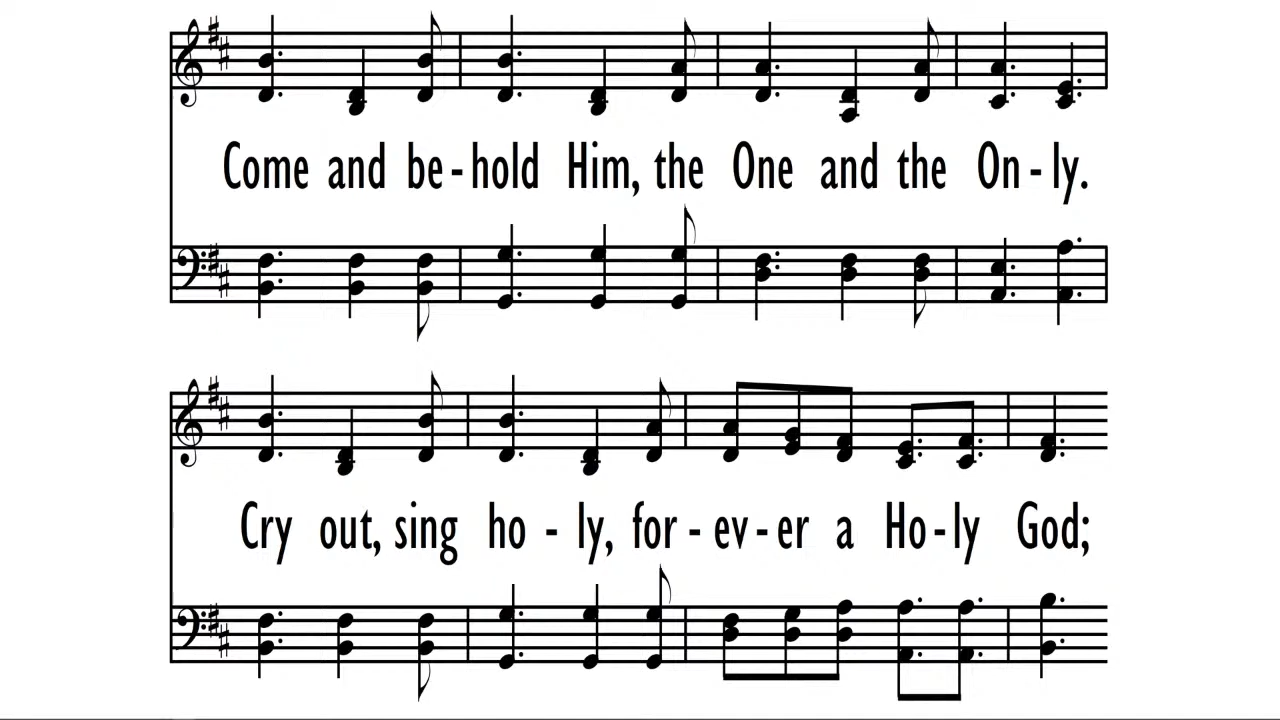 Come and be-hold Him, the One and the On-ly.
Cry out, sing ho - ly, for-ev-er a Ho-ly God;